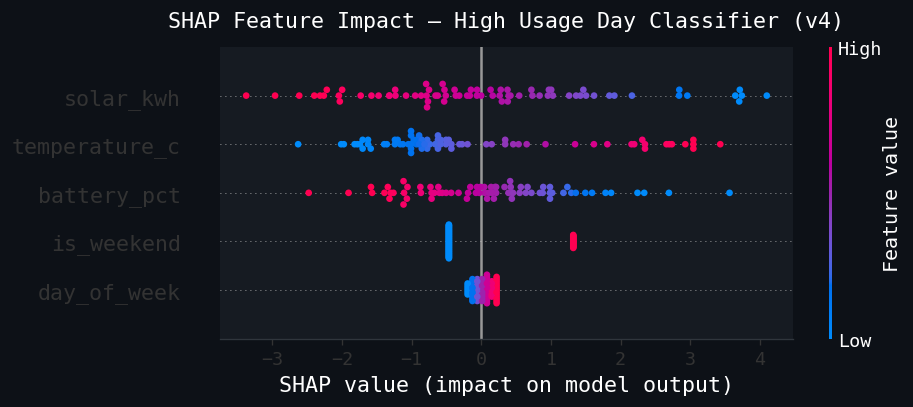 SHAP Feature Impact — High Usage Day Classifier (v4)
High
solar_kwh
temperature_c
battery_pct
is_weekend
day_of_week
Feature value
Low
−3 −2 −1 0 1 2 3 4
SHAP value (impact on model output)